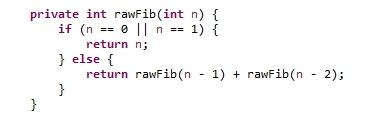 private int rawFib(int n) {
    if (n == 0 || n == 1) {
        return n;
    } else {
        return rawFib(n - 1) + rawFib(n - 2);
    }
}